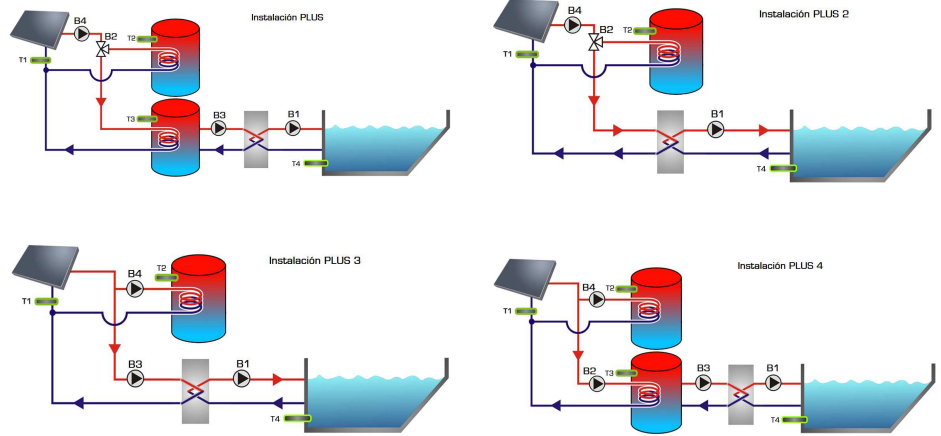 Instalación PLUS
B4
B2
T2
T1
T3
B3
B1
T4
Instalación PLUS 2
B4
B2
T2
T1
B1
T4
Instalación PLUS 3
B4
T2
T1
B3
B1
T4
Instalación PLUS 4
B4
T2
T1
B2
T3
B3
B1
T4